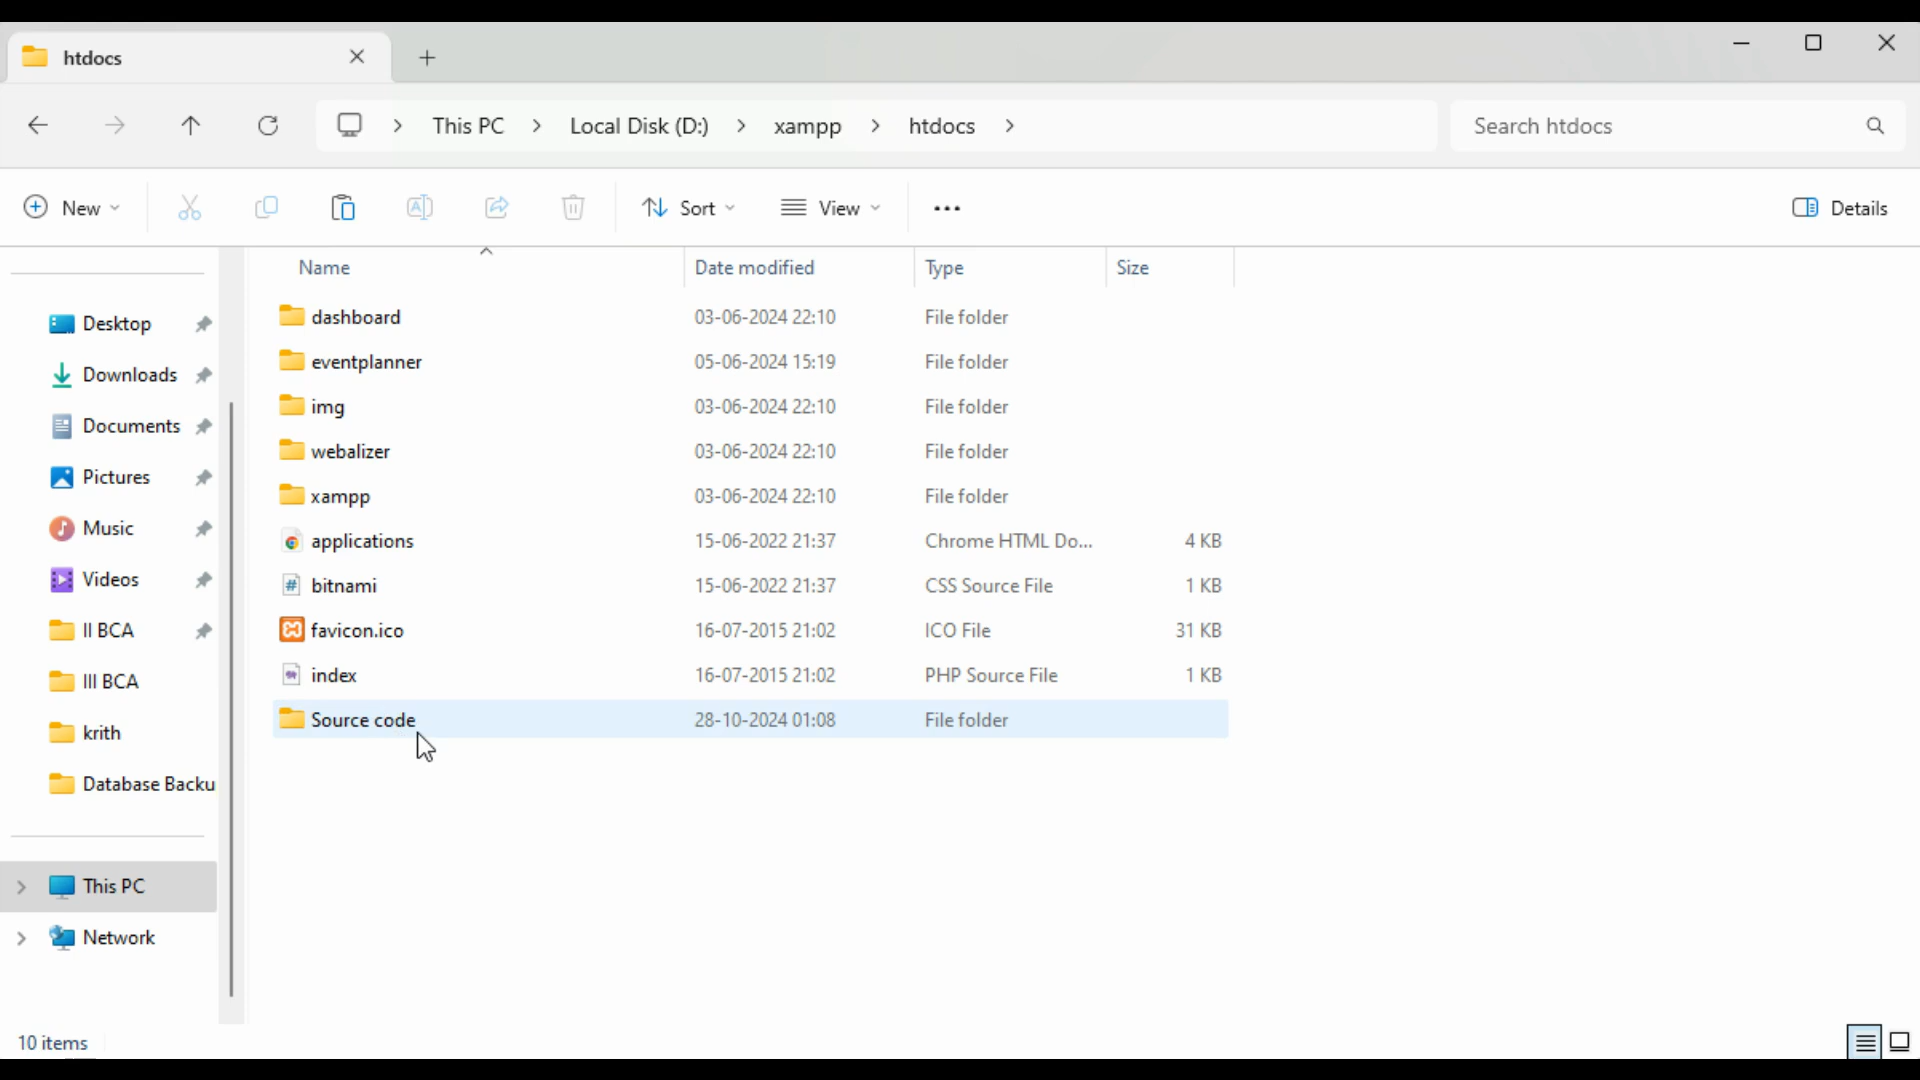 htdocs
This PC > Local Disk (D:) > xampp > htdocs >
Search htdocs
New
Sort
View
Details
Name Date modified Type Size
dashboard 03-06-2024 22:10 File folder
eventplanner 05-06-2024 15:19 File folder
img 03-06-2024 22:10 File folder
webalizer 03-06-2024 22:10 File folder
xampp 03-06-2024 22:10 File folder
applications 15-06-2022 21:37 Chrome HTML Do... 4 KB
bitnami 15-06-2022 21:37 CSS Source File 1 KB
favicon.ico 16-07-2015 21:02 ICO File 31 KB
index 16-07-2015 21:02 PHP Source File 1 KB
Source code 28-10-2024 01:08 File folder
Desktop
Downloads
Documents
Pictures
Music
Videos
II BCA
III BCA
krith
Database Backu
This PC
Network
10 items